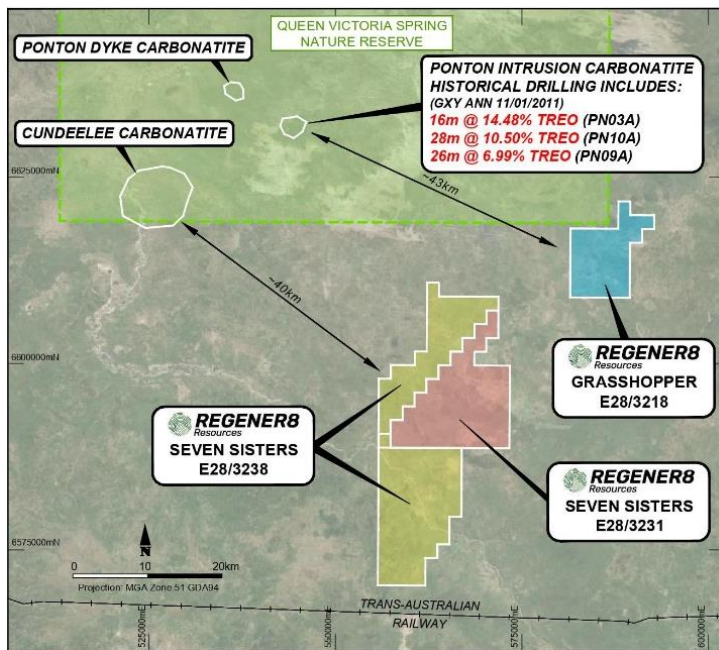 QUEEN VICTORIA SPRING
NATURE RESERVE
PONTON DYKE CARBONATITE
PONTON INTRUSION CARBONATITE
HISTORICAL DRILLING INCLUDES:
(GXY ANN 11/01/2011)
16m @ 14.48% TREO (PN03A)
28m @ 10.50% TREO (PN10A)
26m @ 6.99% TREO (PN09A)
CUNDEELEE CARBONATITE
6625000mN
~43km
~40km
6600000mN
REGENER8
Resources
GRASSHOPPER
E28/3218
REGENER8
Resources
SEVEN SISTERS
E28/3238
REGENER8
Resources
SEVEN SISTERS
E28/3231
6575000mN
N
0 10 20km
Projection: MGA Zone 51 GDA94
TRANS-AUSTRALIAN
RAILWAY
525000mE
550000mE
575000mE
600000mE